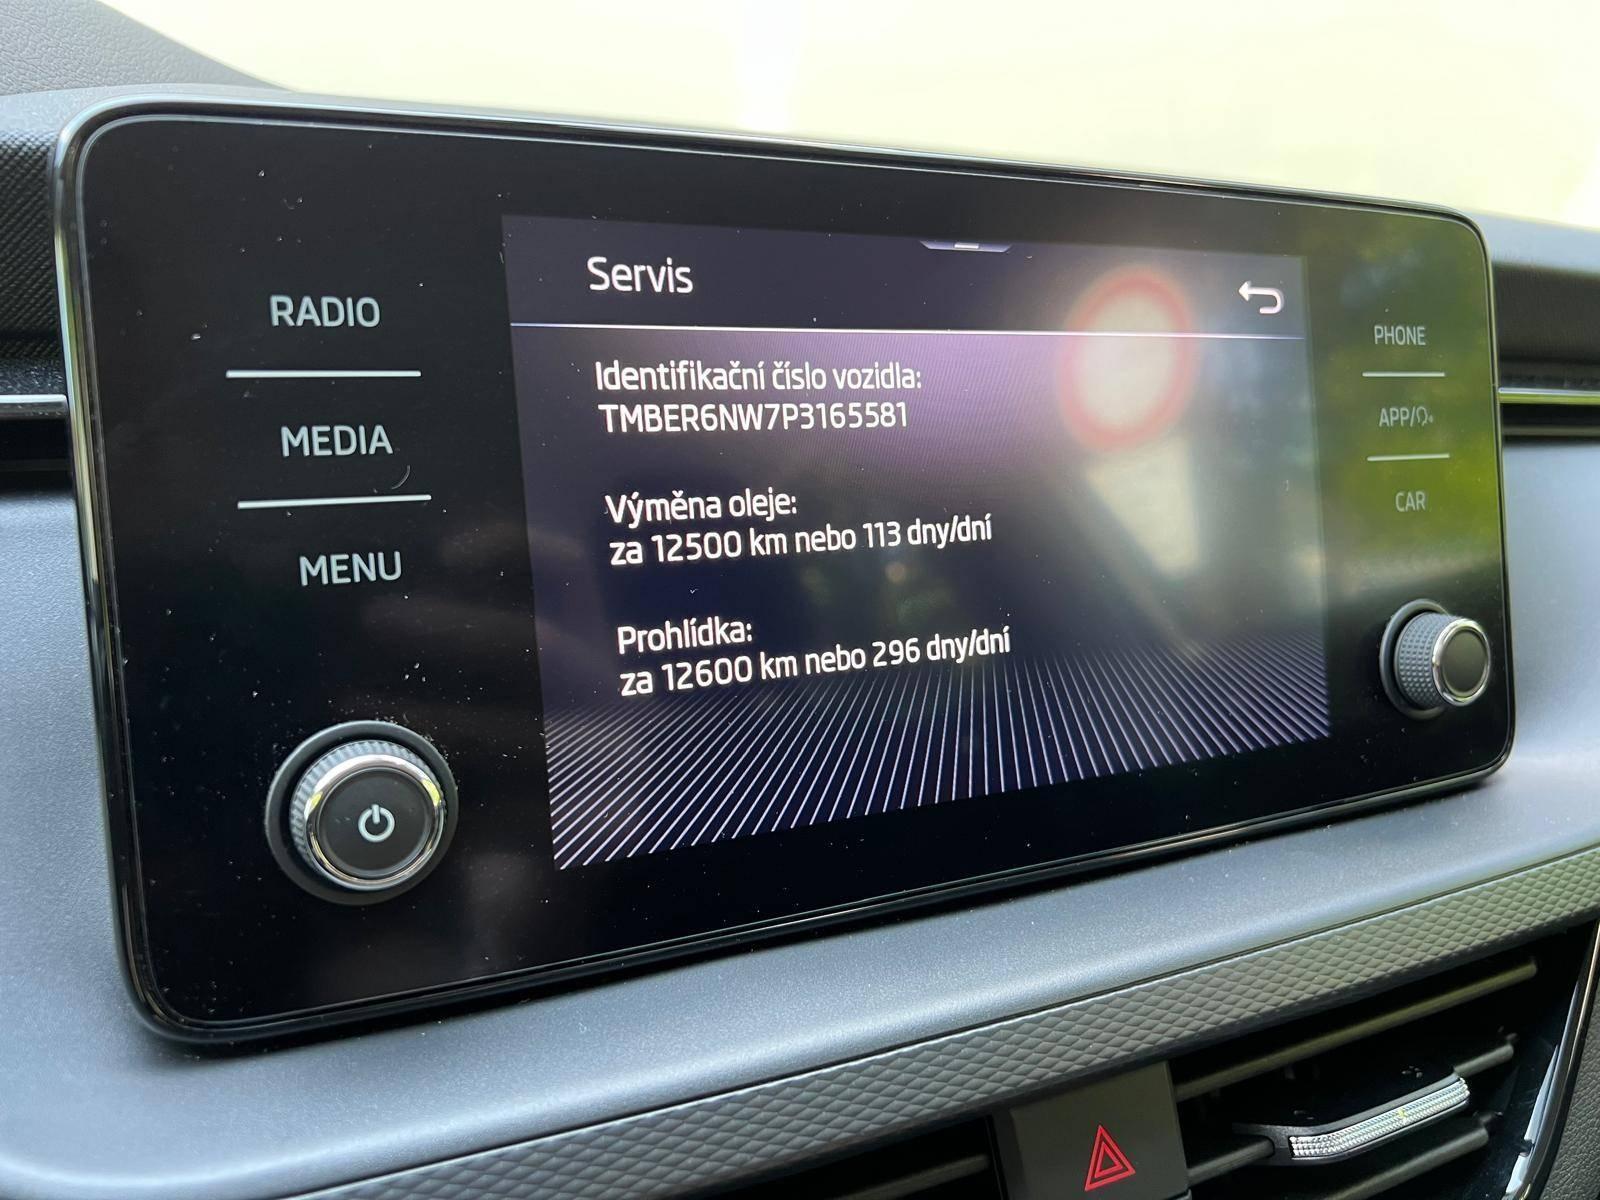 RADIO
MEDIA
MENU
Servis
Identifikační číslo vozidla:
TMBER6NW7P3165581
Výměna oleje:
za 12500 km nebo 113 dny/dní
Prohlídka:
za 12600 km nebo 296 dny/dní
PHONE
APP/
CAR